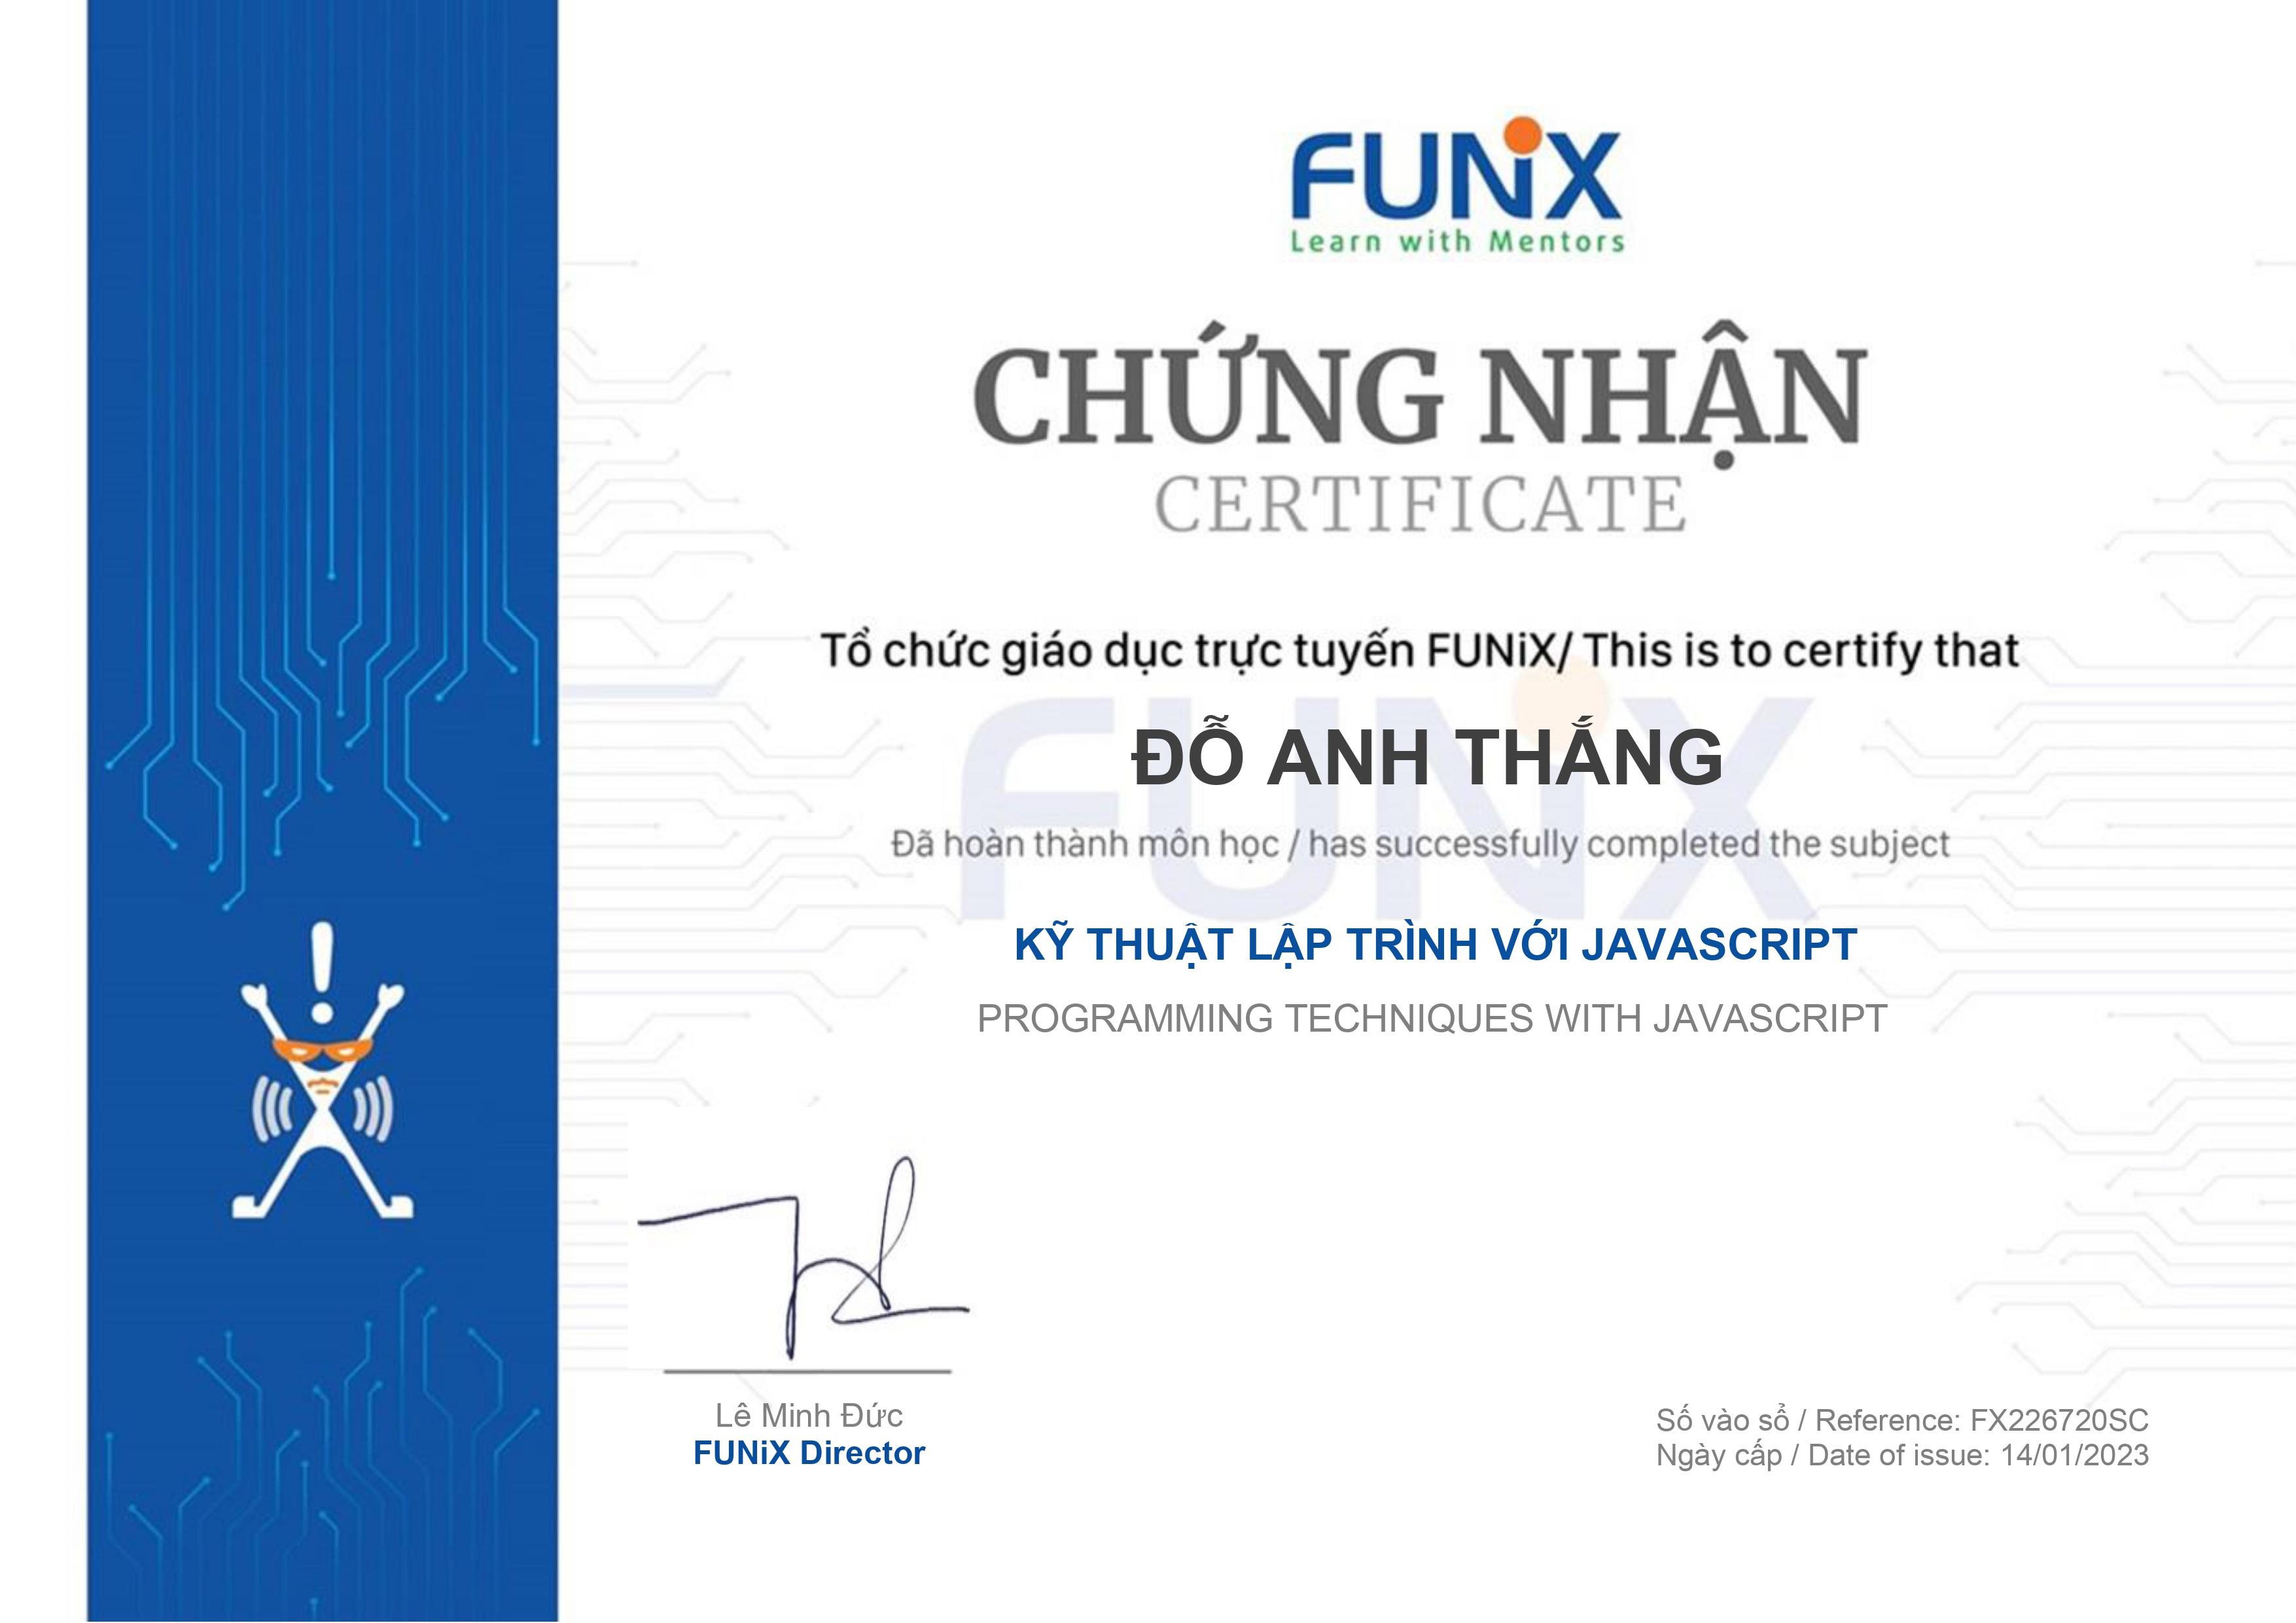 FUNiX
Learn with Mentors
CHỨNG NHẬN
CERTIFICATE
Tổ chức giáo dục trực tuyến FUNiX/ This is to certify that
ĐỖ ANH THẮNG
Đã hoàn thành môn học / has successfully completed the subject
KỸ THUẬT LẬP TRÌNH VỚI JAVASCRIPT
PROGRAMMING TECHNIQUES WITH JAVASCRIPT
Lê Minh Đức
FUNiX Director
Số vào sổ / Reference: FX226720SC
Ngày cấp / Date of issue: 14/01/2023